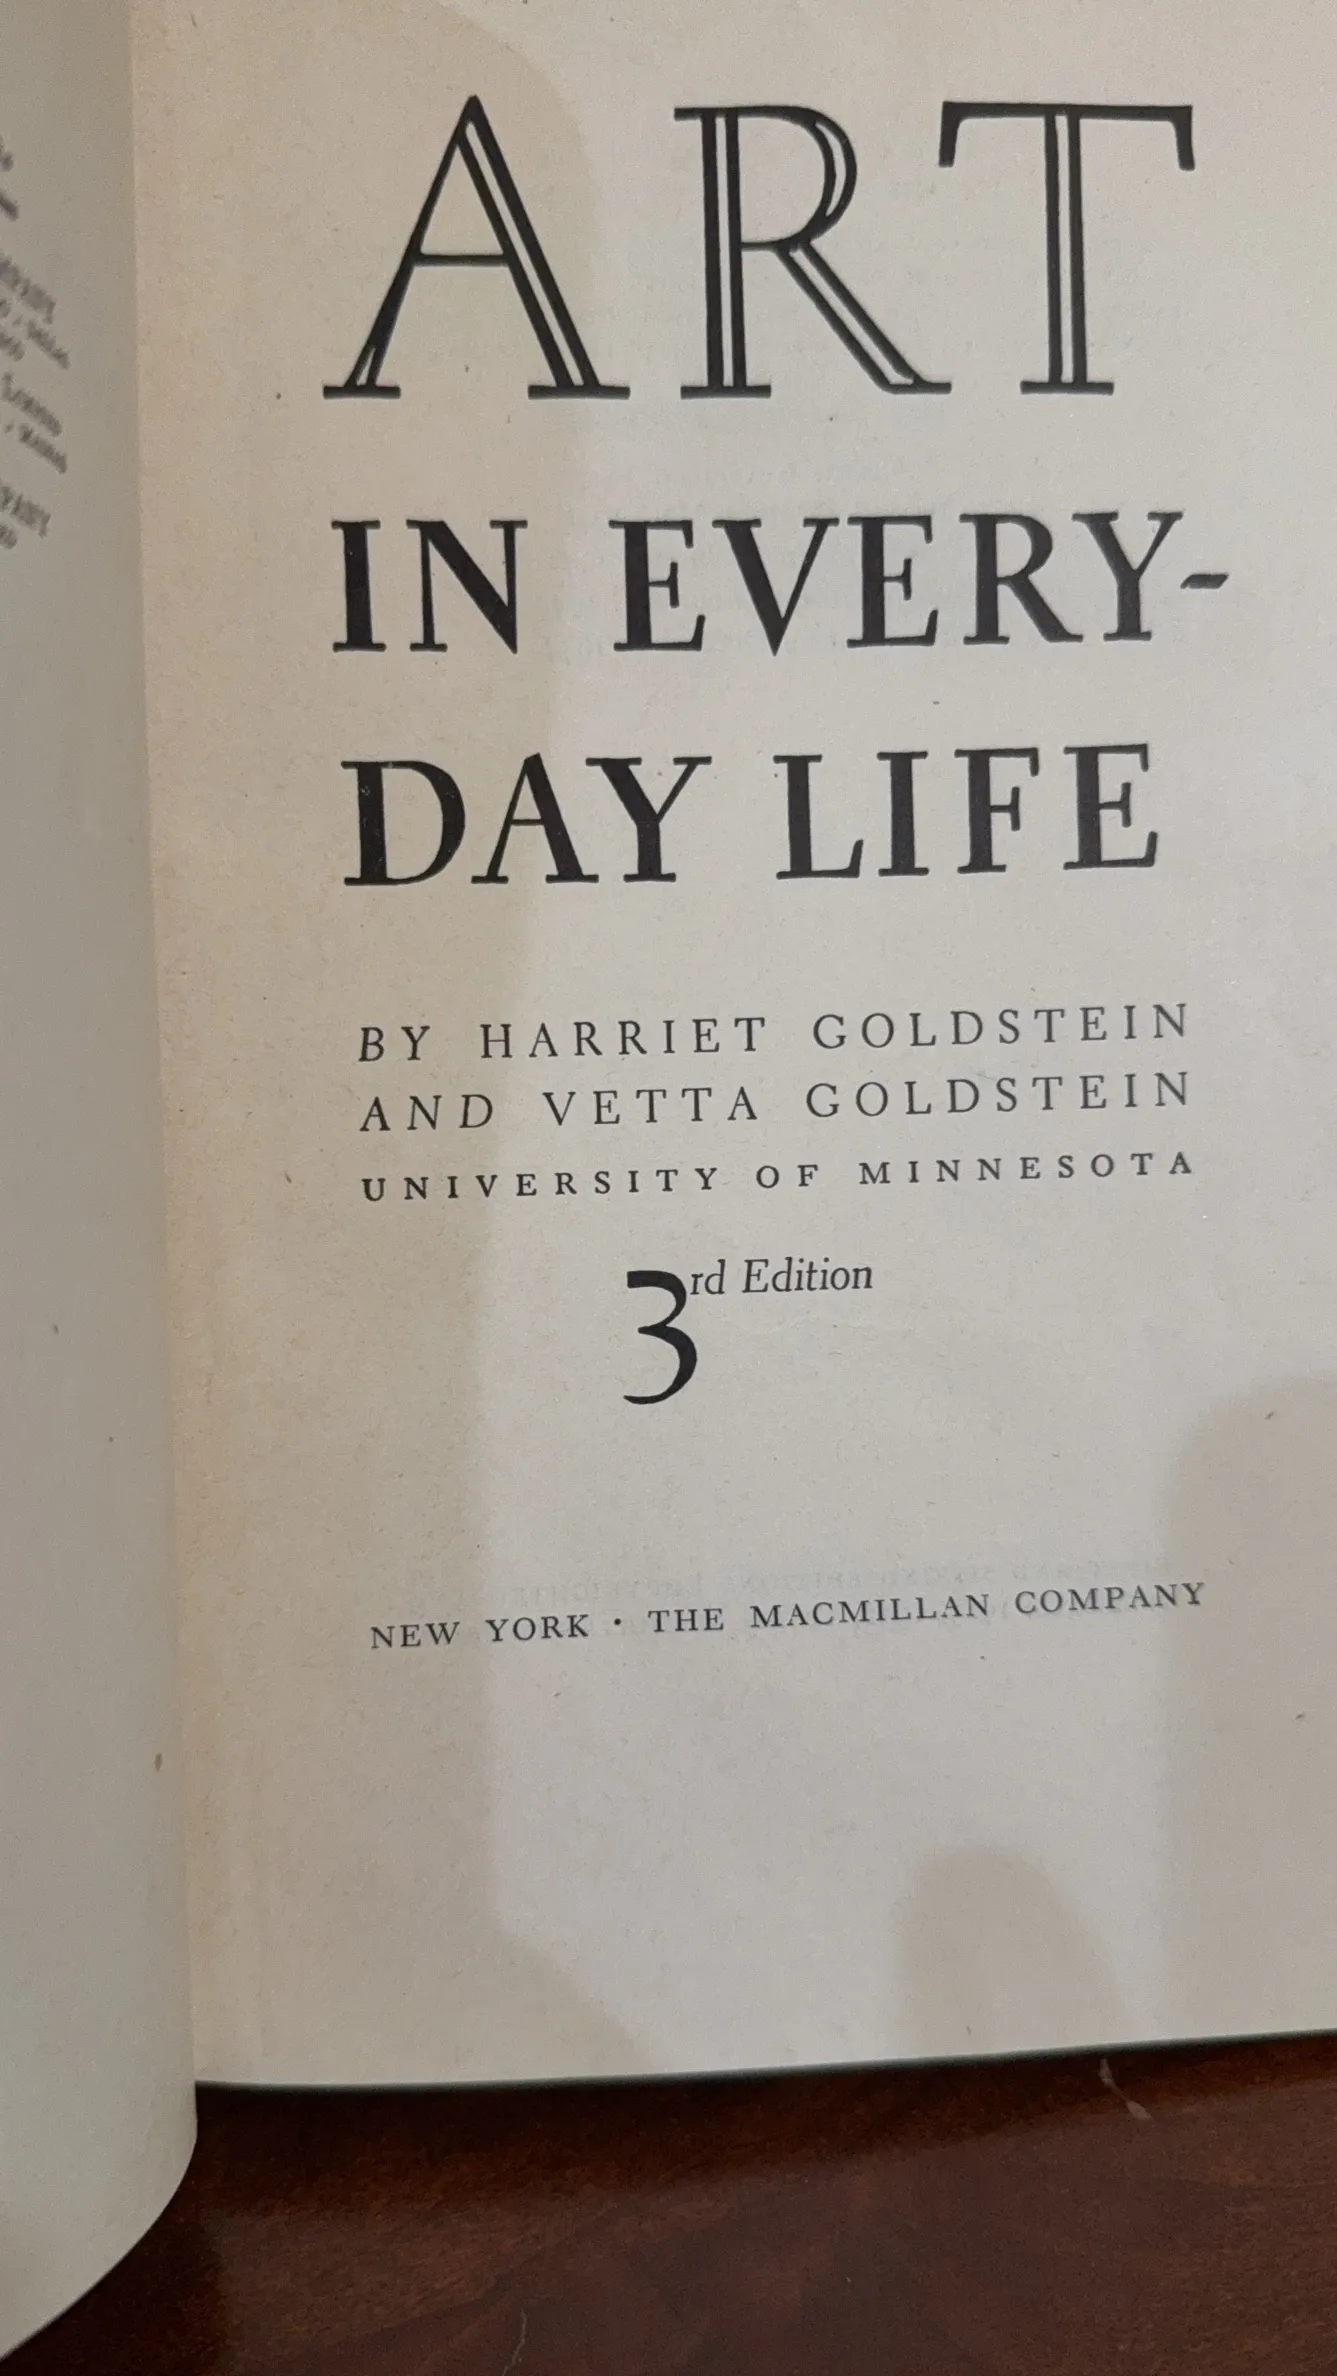 ART
IN EVERY-
DAY LIFE
BY HARRIET GOLDSTEIN
AND VETTA GOLDSTEIN
UNIVERSITY OF MINNESOTA
3rd Edition
NEW YORK · THE MACMILLAN COMPANY